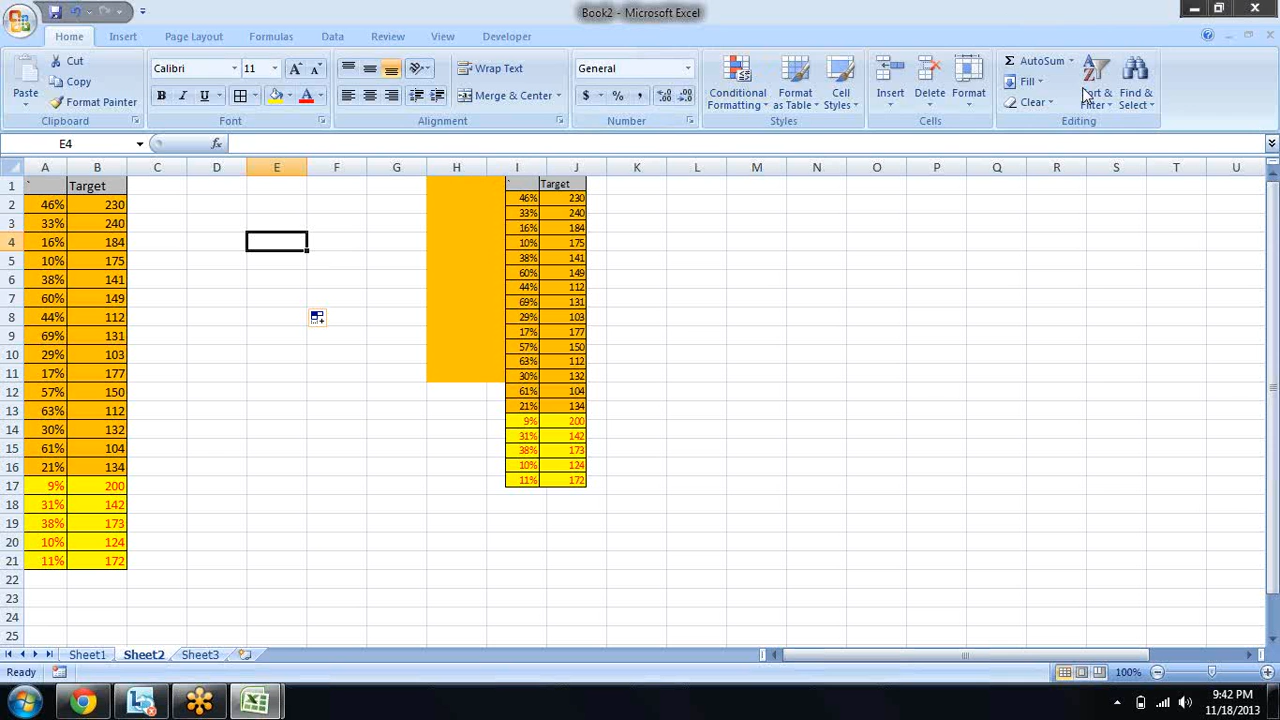 Book2 - Microsoft Excel
Home Insert Page Layout Formulas Data Review View Developer
Paste
Cut
Copy
Format Painter
Clipboard
Calibri 11
B I U
Font
Wrap Text
Merge & Center
Alignment
General
$ % ,
Number
Conditional Formatting
Format as Table
Cell Styles
Styles
Insert Delete Format
Cells
AutoSum
Fill
Clear
Sort & Filter
Find & Select
Editing
E4
A B C D E F G H I J K L M N O P Q R S T U
1 ` Target ` Target
2 46% 230 46% 230
3 33% 240 33% 240
4 16% 184 16% 184
5 10% 175 10% 175
6 38% 141 38% 141
7 60% 149 60% 149
8 44% 112 44% 112
9 69% 131 69% 131
10 29% 103 29% 103
11 17% 177 17% 177
12 57% 150 57% 150
13 63% 112 63% 112
14 30% 132 30% 132
15 61% 104 61% 104
16 21% 134 21% 134
17 9% 200 9% 200
18 31% 142 31% 142
19 38% 173 38% 173
20 10% 124 10% 124
21 11% 172 11% 172
22
23
24
25
Sheet1 Sheet2 Sheet3
Ready 100%
9:42 PM
11/18/2013